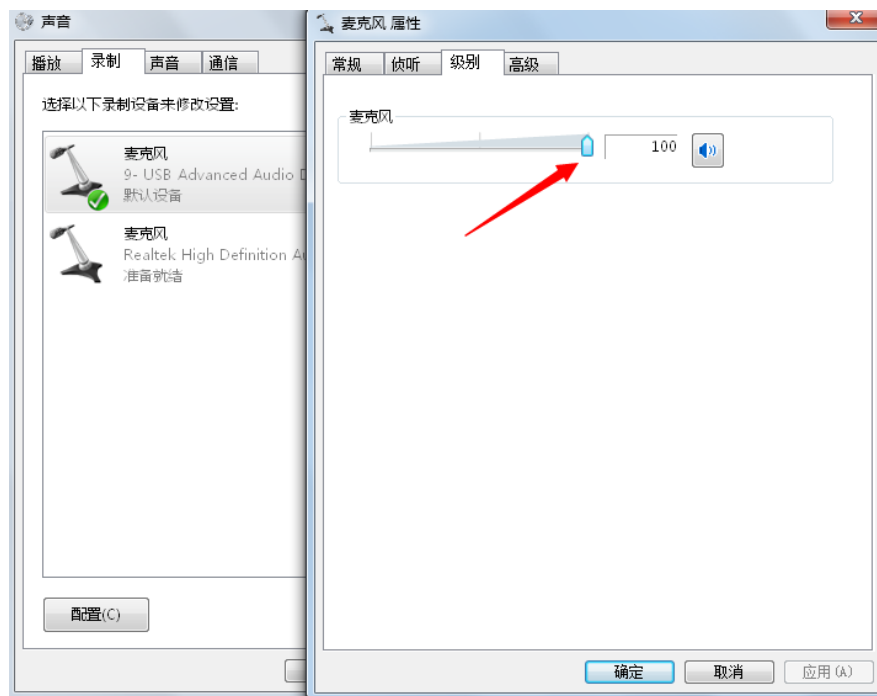 声音
播放 录制 声音 通信
选择以下录制设备来修改设置:
麦克风
9- USB Advanced Audio
默认设备
麦克风
Realtek High Definition
准备就绪
配置(C)
麦克风 属性
常规 侦听 级别 高级
麦克风
100
确定 取消 应用(A)